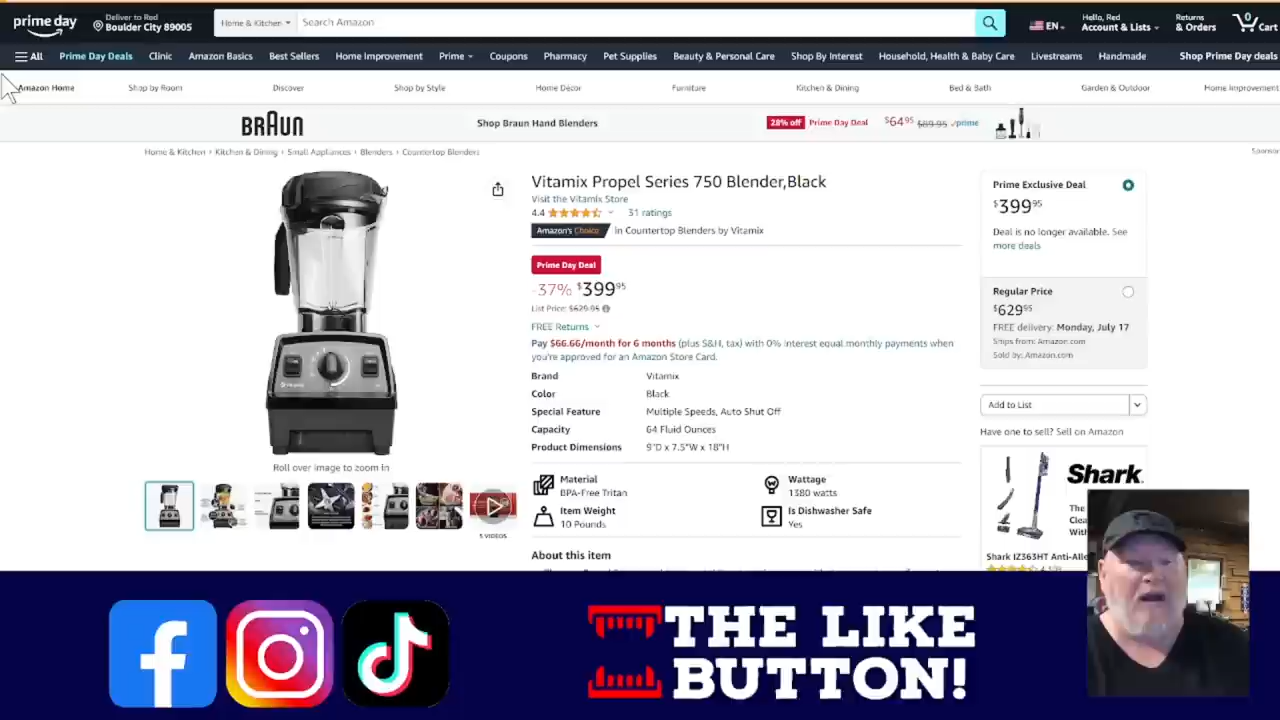 prime day
Deliver to Red
Boulder City 89005
Home & Kitchen
Search Amazon
EN
Hello, Red
Account & Lists
Returns
& Orders
0
Cart
All
Prime Day Deals
Clinic
Amazon Basics
Best Sellers
Home Improvement
Prime
Coupons
Pharmacy
Pet Supplies
Beauty & Personal Care
Shop By Interest
Household, Health & Baby Care
Livestreams
Handmade
Shop Prime Day deals
Amazon Home
Shop by Room
Discover
Shop by Style
Home Décor
Furniture
Kitchen & Dining
Bed & Bath
Garden & Outdoor
Home Improvement
BRAUN
Shop Braun Hand Blenders
28% off
Prime Day Deal
$64.95 $89.95 prime
Home & Kitchen › Kitchen & Dining › Small Appliances › Blenders › Countertop Blenders
Sponsor
Vitamix Propel Series 750 Blender,Black
Visit the Vitamix Store
4.4
31 ratings
Amazon's Choice
in Countertop Blenders by Vitamix
Prime Day Deal
-37% $399.95
List Price: $629.95
FREE Returns
Pay $66.66/month for 6 months (plus S&H, tax) with 0% interest equal monthly payments when
you're approved for an Amazon Store Card.
Brand Vitamix
Color Black
Special Feature Multiple Speeds, Auto Shut Off
Capacity 64 Fluid Ounces
Product Dimensions 9"D x 7.5"W x 18"H
Material
BPA-Free Tritan
Wattage
1380 watts
Item Weight
10 Pounds
Is Dishwasher Safe
Yes
About this item
Roll over image to zoom in
5 VIDEOS
Prime Exclusive Deal
$399.95
Deal is no longer available. See
more deals
Regular Price
$629.95
FREE delivery: Monday, July 17
Ships from: Amazon.com
Sold by: Amazon.com
Add to List
Have one to sell? Sell on Amazon
Shark.
The
Clea
With
Shark IZ363HT Anti-Alle
THE LIKE
BUTTON!